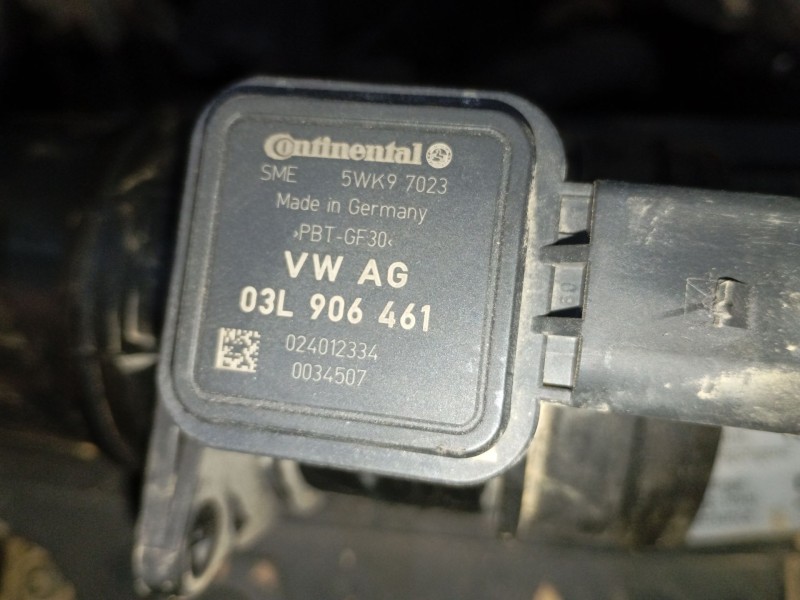 Continental
SME 5WK9 7023
Made in Germany
›PBT-GF30‹
VW AG
03L 906 461
024012334
0034507